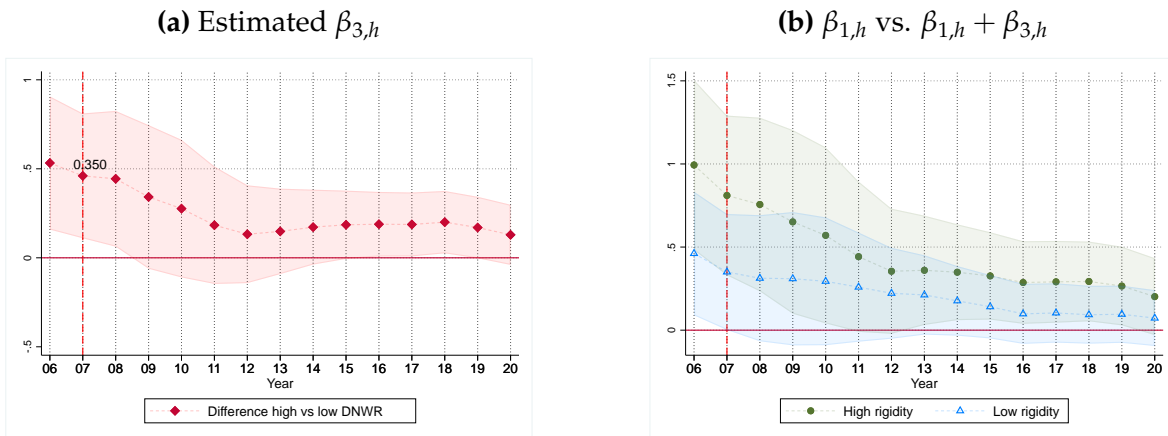 (a) Estimated β3,h
1
.5
0
-.5
0.350
06 07 08 09 10 11 12 13 14 15 16 17 18 19 20
Year
Difference high vs low DNWR
(b) β1,h vs. β1,h + β3,h
1.5
1
.5
0
06 07 08 09 10 11 12 13 14 15 16 17 18 19 20
Year
High rigidity Low rigidity